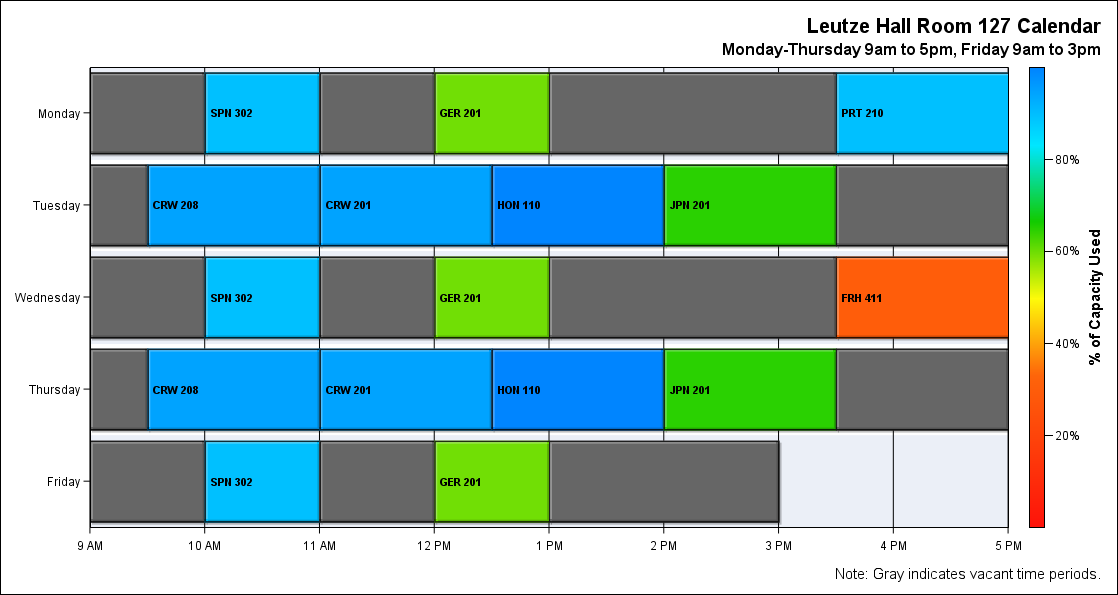 Leutze Hall Room 127 Calendar
Monday-Thursday 9am to 5pm, Friday 9am to 3pm
Monday
SPN 302
GER 201
PRT 210
Tuesday
CRW 208
CRW 201
HON 110
JPN 201
Wednesday
SPN 302
GER 201
FRH 411
Thursday
CRW 208
CRW 201
HON 110
JPN 201
Friday
SPN 302
GER 201
9 AM
10 AM
11 AM
12 PM
1 PM
2 PM
3 PM
4 PM
5 PM
80%
60%
40%
20%
% of Capacity Used
Note: Gray indicates vacant time periods.